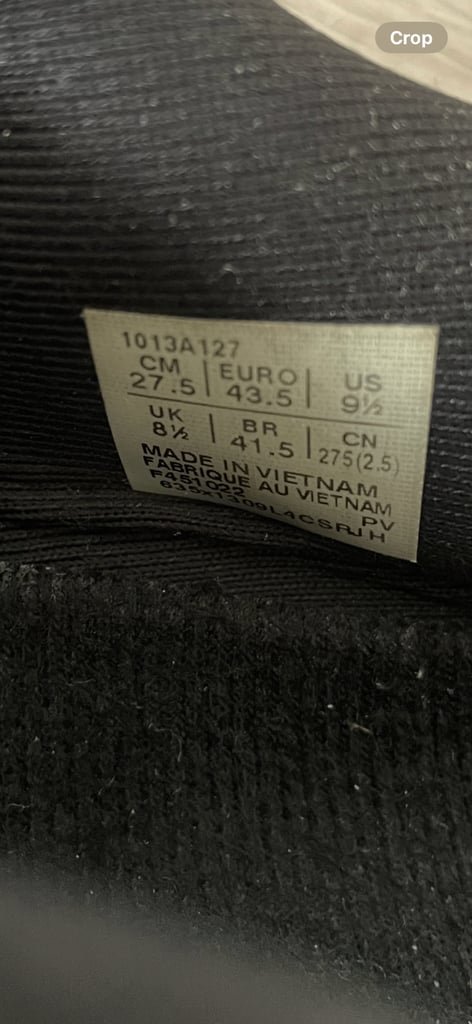 Crop
1013A127
CM | EURO | US
27.5 | 43.5 | 9½
UK | BR | CN
8½ | 41.5 | 275(2.5)
MADE IN VIETNAM
FABRIQUE AU VIETNAM
F451022 PV